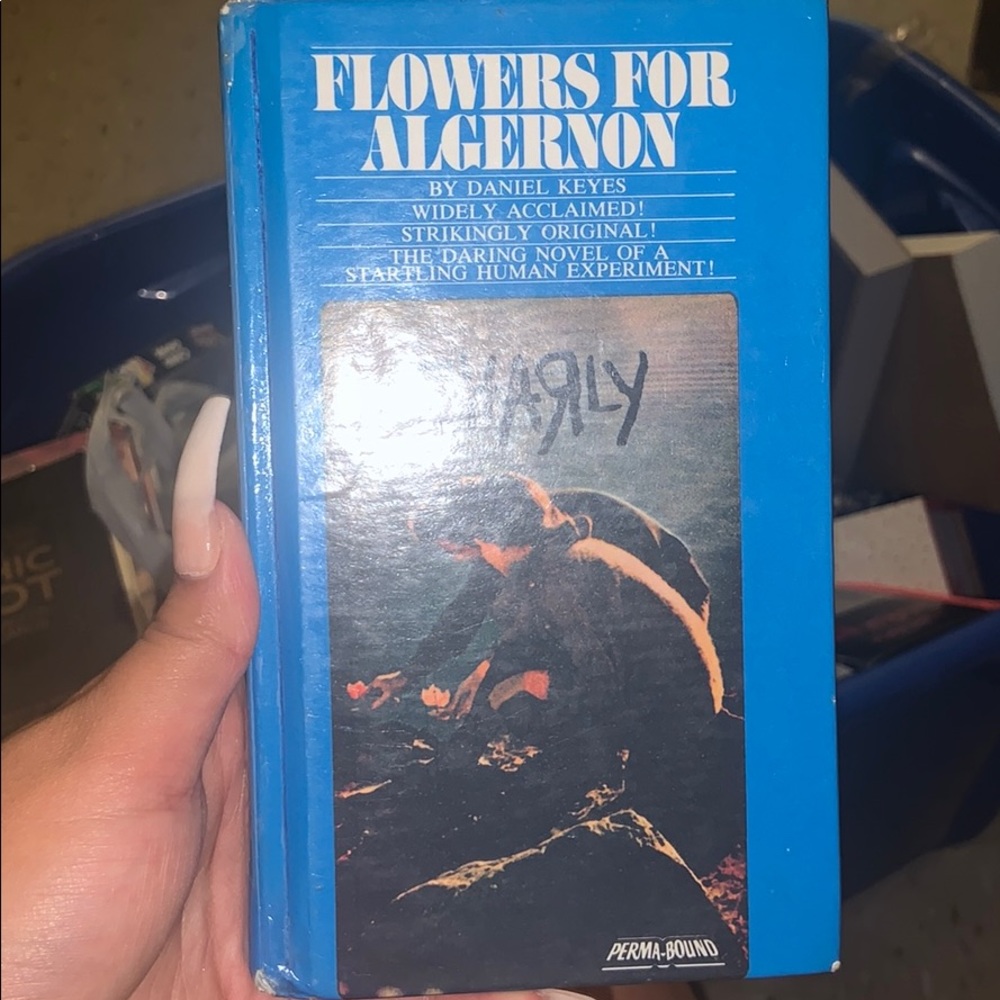 FLOWERS FOR
ALGERNON
BY DANIEL KEYES
WIDELY ACCLAIMED!
STRIKINGLY ORIGINAL!
THE DARING NOVEL OF A
STARTLING HUMAN EXPERIMENT!
HAЯLY
PERMA-BOUND